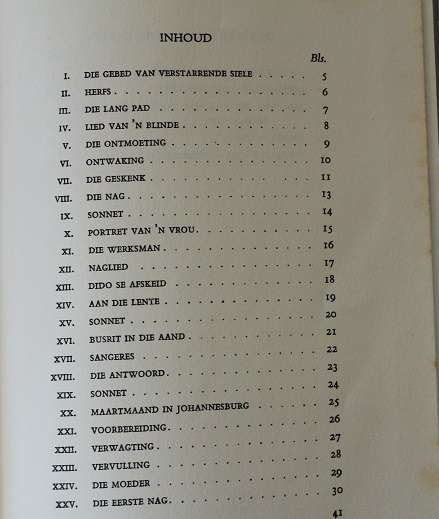 INHOUD
Bls.
I. DIE GEBED VAN VERSTARRENDE SIELE . . . . . 5
II. HERFS . . . . . . . . . . . . . . . 6
III. DIE LANG PAD . . . . . . . . . . . . 7
IV. LIED VAN 'N BLINDE . . . . . . . . . . 8
V. DIE ONTMOETING . . . . . . . . . . . 9
VI. ONTWAKING . . . . . . . . . . . . . 10
VII. DIE GESKENK . . . . . . . . . . . . 11
VIII. DIE NAG . . . . . . . . . . . . . . 13
IX. SONNET . . . . . . . . . . . . . . 14
X. PORTRET VAN 'N VROU . . . . . . . . . 15
XI. DIE WERKSMAN . . . . . . . . . . . . 16
XII. NAGLIED . . . . . . . . . . . . . 17
XIII. DIDO SE AFSKEID . . . . . . . . . . . 18
XIV. AAN DIE LENTE . . . . . . . . . . . . 19
XV. SONNET . . . . . . . . . . . . . . 20
XVI. BUSRIT IN DIE AAND . . . . . . . . . . 21
XVII. SANGERES . . . . . . . . . . . . . 22
XVIII. DIE ANTWOORD . . . . . . . . . . . . 23
XIX. SONNET . . . . . . . . . . . . . . 24
XX. MAARTMAAND IN JOHANNESBURG . . . . . . 25
XXI. VOORBEREIDING . . . . . . . . . . . . 26
XXII. VERWAGTING . . . . . . . . . . . . . 27
XXIII. VERVULLING . . . . . . . . . . . . . 28
XXIV. DIE MOEDER . . . . . . . . . . . . . 29
XXV. DIE EERSTE NAG . . . . . . . . . . . . 30
41